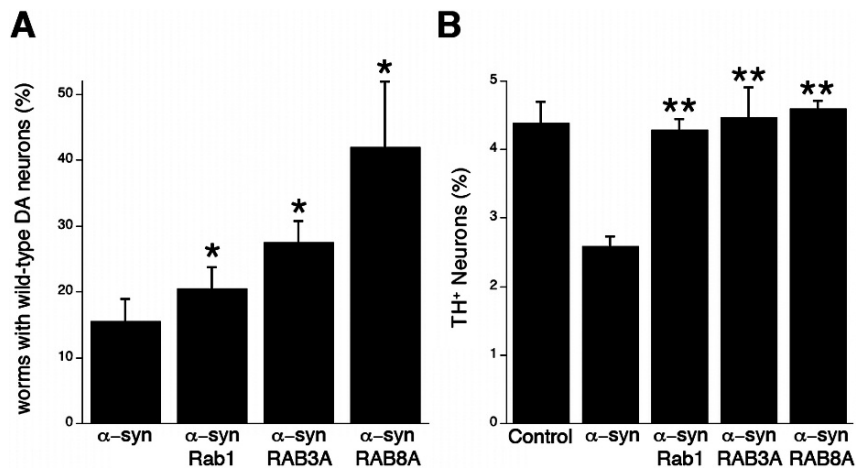 A
worms with wild-type DA neurons (%)
50
40
30
20
10
0
*
*
*
α–syn
α–syn
Rab1
α–syn
RAB3A
α–syn
RAB8A
B
TH+ Neurons (%)
5
4
3
2
1
0
**
**
**
Control
α–syn
α–syn
Rab1
α–syn
RAB3A
α–syn
RAB8A